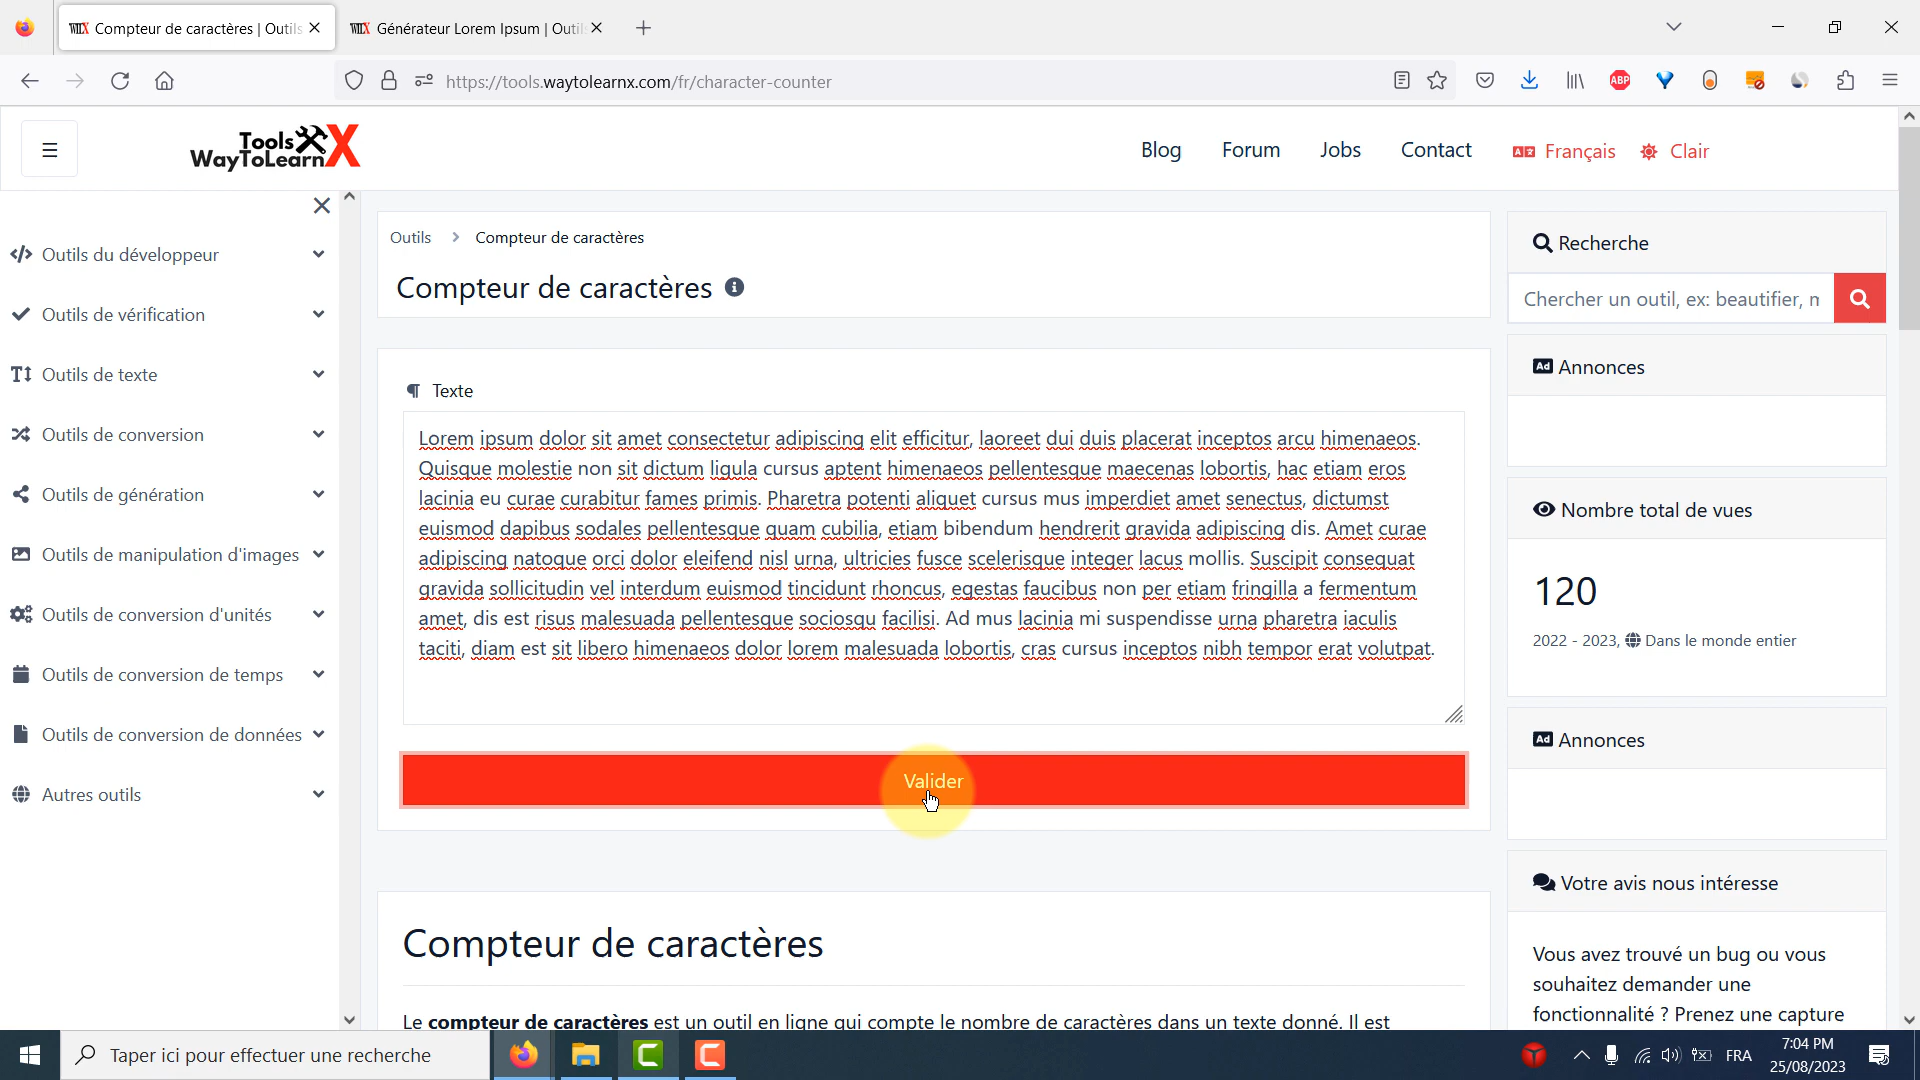 Compteur de caractères | Outils
Générateur Lorem Ipsum | Outil
https://tools.waytolearnx.com/fr/character-counter
ABP
Tools
WayToLearnX
Blog
Forum
Jobs
Contact
Français
Clair
Outils du développeur
Outils de vérification
Outils de texte
Outils de conversion
Outils de génération
Outils de manipulation d'images
Outils de conversion d'unités
Outils de conversion de temps
Outils de conversion de données
Autres outils
Outils > Compteur de caractères
Compteur de caractères
Texte
Lorem ipsum dolor sit amet consectetur adipiscing elit efficitur, laoreet dui duis placerat inceptos arcu himenaeos.
Quisque molestie non sit dictum ligula cursus aptent himenaeos pellentesque maecenas lobortis, hac etiam eros
lacinia eu curae curabitur fames primis. Pharetra potenti aliquet cursus mus imperdiet amet senectus, dictumst
euismod dapibus sodales pellentesque quam cubilia, etiam bibendum hendrerit gravida adipiscing dis. Amet curae
adipiscing natoque orci dolor eleifend nisl urna, ultricies fusce scelerisque integer lacus mollis. Suscipit consequat
gravida sollicitudin vel interdum euismod tincidunt rhoncus, egestas faucibus non per etiam fringilla a fermentum
amet, dis est risus malesuada pellentesque sociosqu facilisi. Ad mus lacinia mi suspendisse urna pharetra iaculis
taciti, diam est sit libero himenaeos dolor lorem malesuada lobortis, cras cursus inceptos nibh tempor erat volutpat.
Valider
Compteur de caractères
Le compteur de caractères est un outil en ligne qui compte le nombre de caractères dans un texte donné. Il est
Recherche
Chercher un outil, ex: beautifier, m
Ad Annonces
Nombre total de vues
120
2022 - 2023, Dans le monde entier
Ad Annonces
Votre avis nous intéresse
Vous avez trouvé un bug ou vous
souhaitez demander une
fonctionnalité ? Prenez une capture
Taper ici pour effectuer une recherche
FRA
7:04 PM
25/08/2023